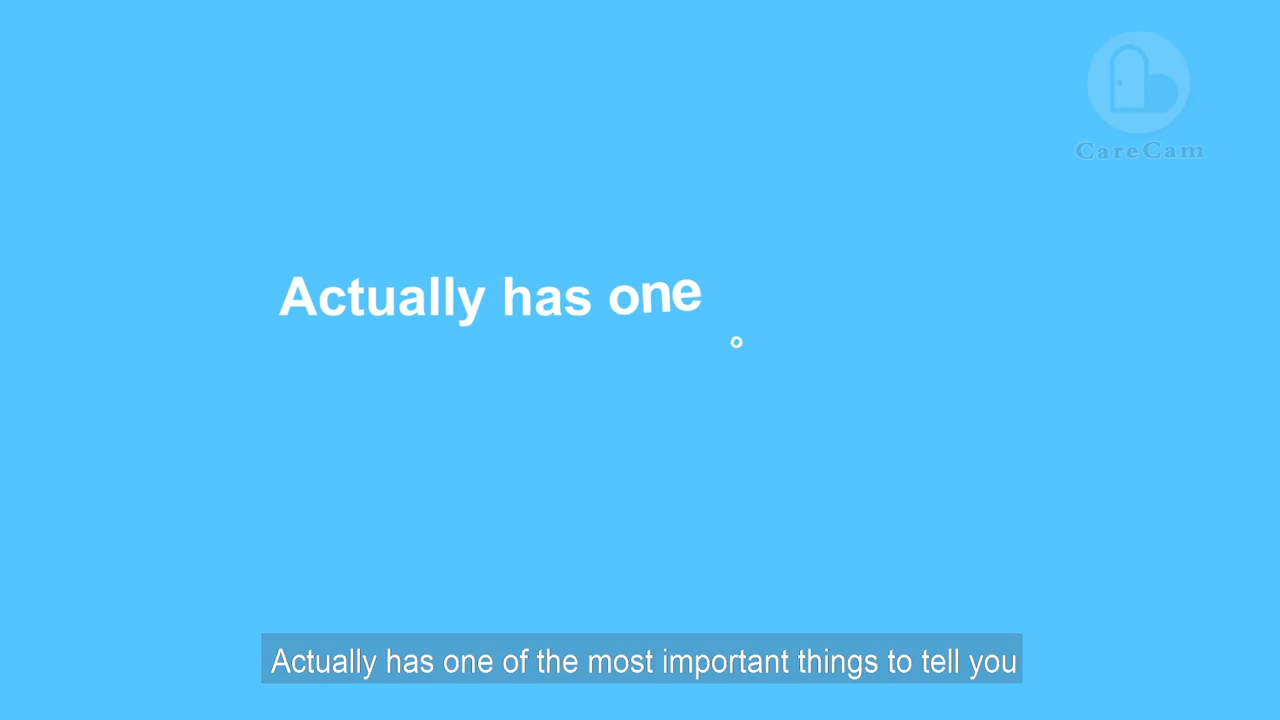 CareCam
Actually has one o
Actually has one of the most important things to tell you